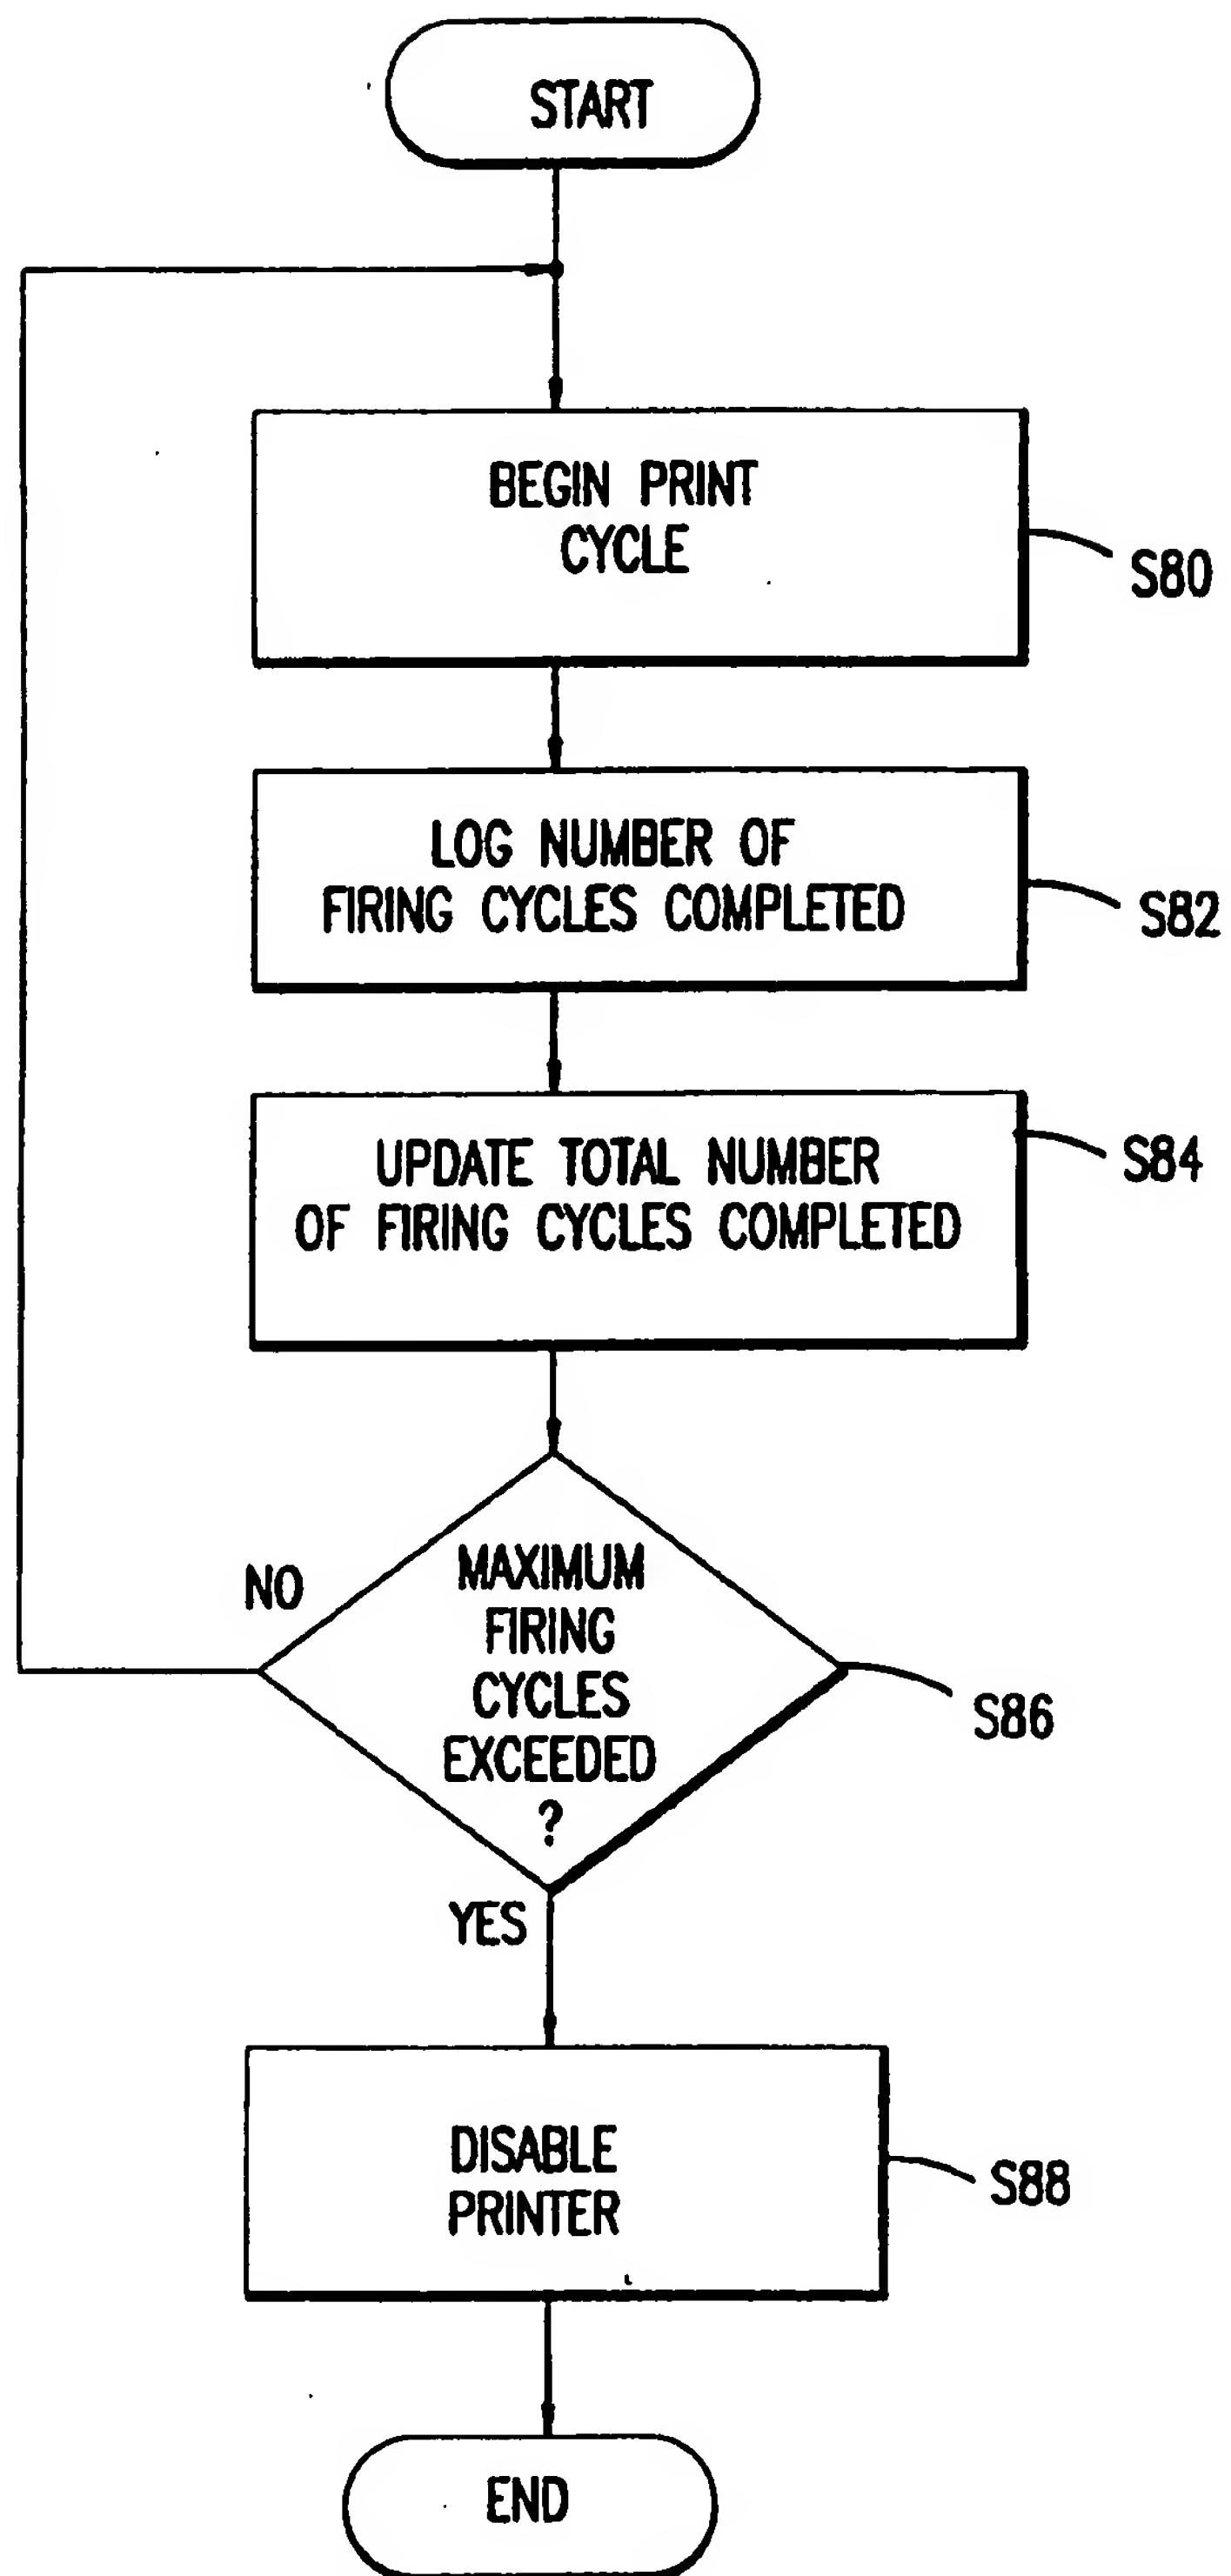 START
BEGIN PRINT
CYCLE
S80
LOG NUMBER OF
FIRING CYCLES COMPLETED
S82
UPDATE TOTAL NUMBER
OF FIRING CYCLES COMPLETED
S84
NO
MAXIMUM
FIRING
CYCLES
EXCEEDED
?
S86
YES
DISABLE
PRINTER
S88
END